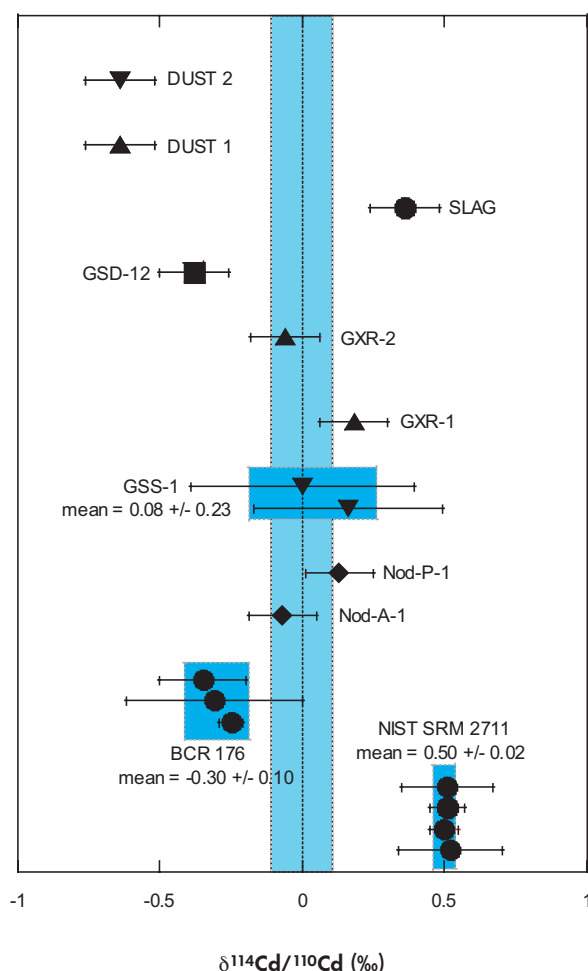 DUST 2
DUST 1
SLAG
GSD-12
GXR-2
GXR-1
GSS-1
mean = 0.08 +/- 0.23
Nod-P-1
Nod-A-1
NIST SRM 2711
mean = 0.50 +/- 0.02
BCR 176
mean = -0.30 +/- 0.10
-1 -0.5 0 0.5 1
δ¹¹⁴Cd/¹¹⁰Cd (‰)